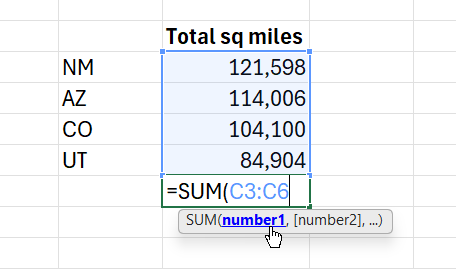 Total sq miles
NM 121,598
AZ 114,006
CO 104,100
UT 84,904
=SUM(C3:C6
SUM(number1, [number2], ...)